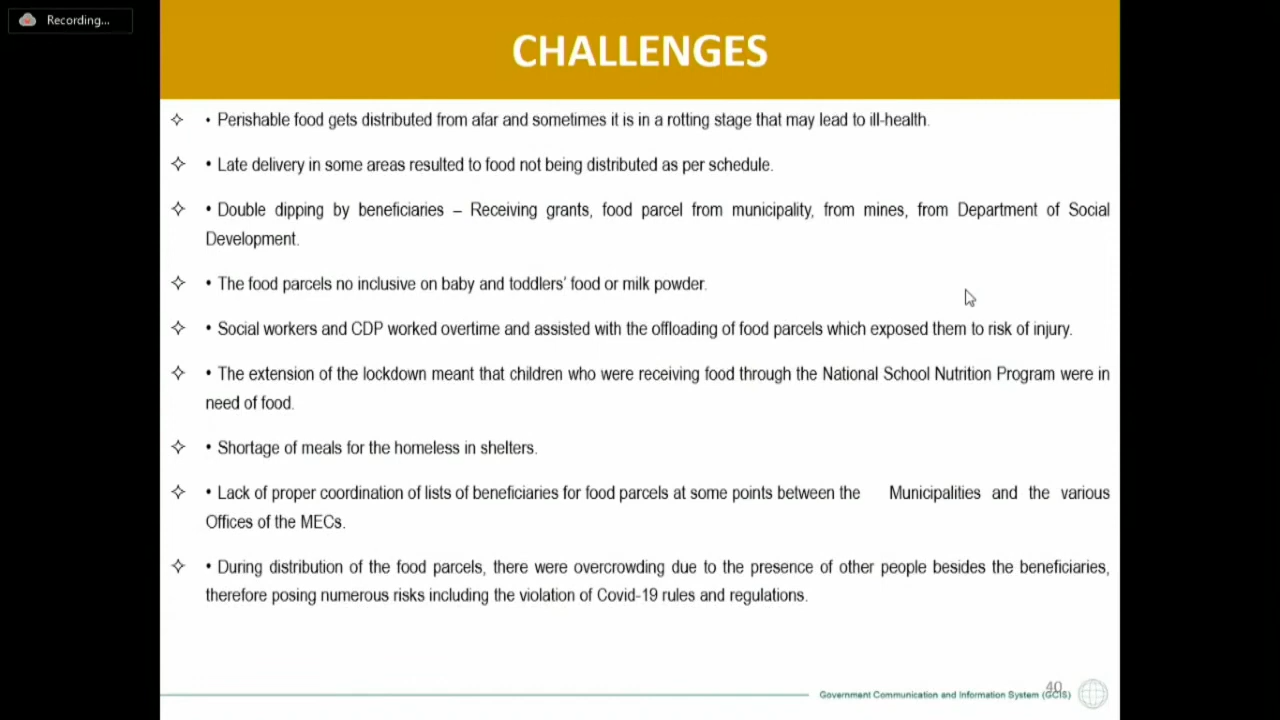 Recording...
CHALLENGES
• Perishable food gets distributed from afar and sometimes it is in a rotting stage that may lead to ill-health.
• Late delivery in some areas resulted to food not being distributed as per schedule.
• Double dipping by beneficiaries – Receiving grants, food parcel from municipality, from mines, from Department of Social
Development.
• The food parcels no inclusive on baby and toddlers’ food or milk powder.
• Social workers and CDP worked overtime and assisted with the offloading of food parcels which exposed them to risk of injury.
• The extension of the lockdown meant that children who were receiving food through the National School Nutrition Program were in
need of food.
• Shortage of meals for the homeless in shelters.
• Lack of proper coordination of lists of beneficiaries for food parcels at some points between the Municipalities and the various
Offices of the MECs.
• During distribution of the food parcels, there were overcrowding due to the presence of other people besides the beneficiaries,
therefore posing numerous risks including the violation of Covid-19 rules and regulations.
40
Government Communication and Information System (GCIS)